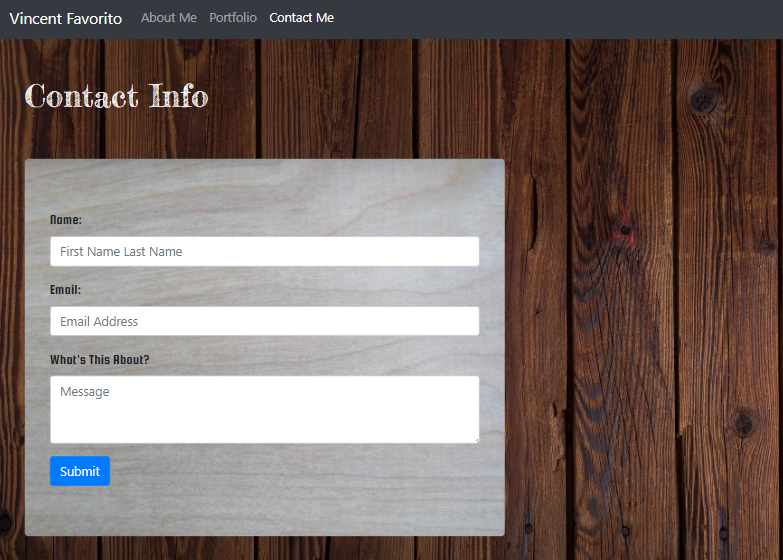 Vincent Favorito About Me Portfolio Contact Me
Contact Info
Name:
First Name Last Name
Email:
Email Address
What's This About?
Message
Submit